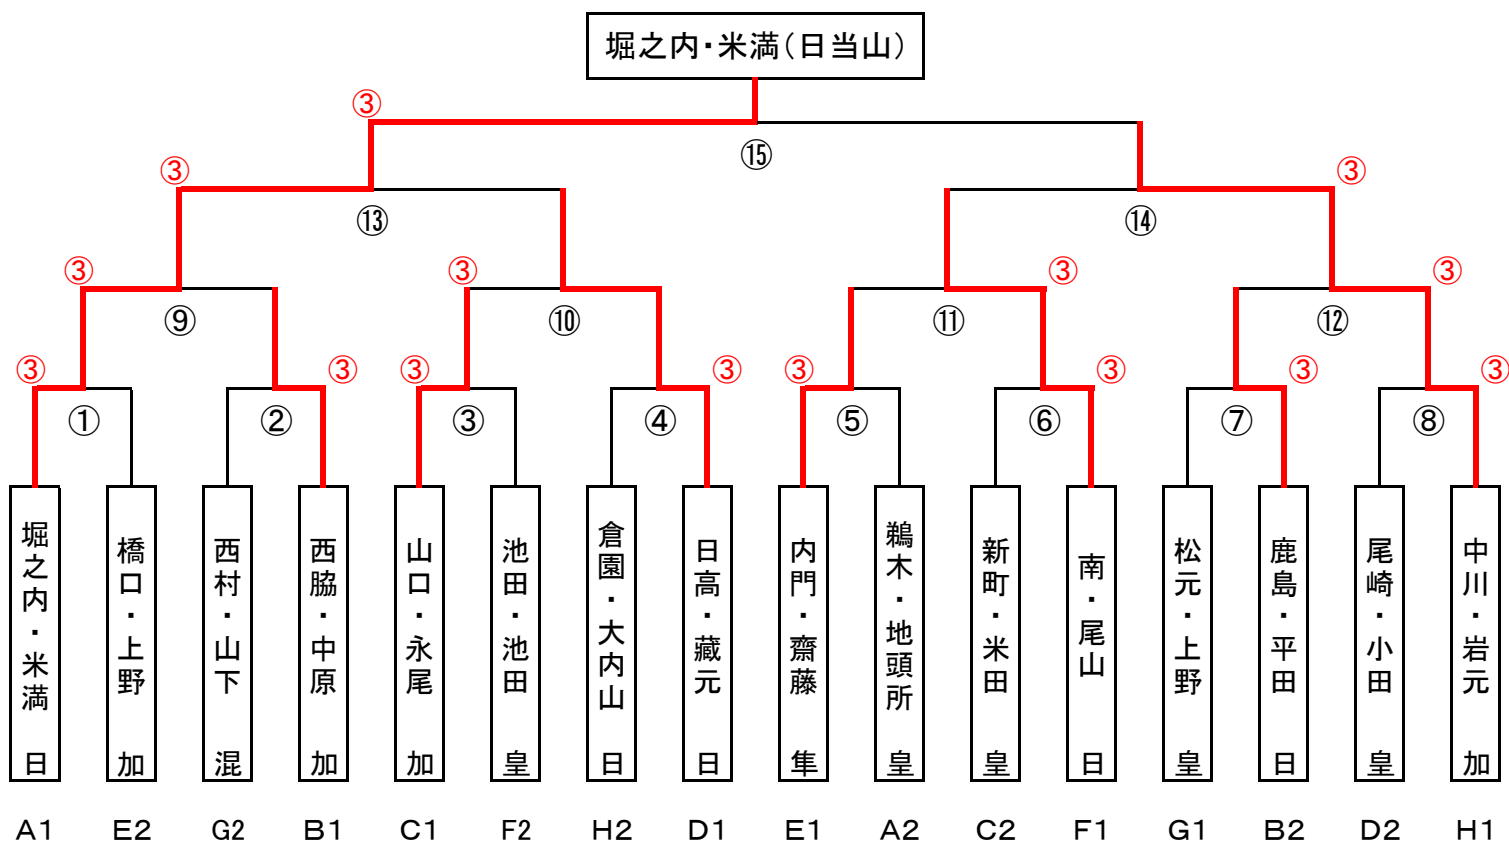 堀之内・米満（日当山）
③
⑮
③ ③
⑬ ⑭
③ ③ ③ ③
⑨ ⑩ ⑪ ⑫
③ ③ ③ ③ ③ ③ ③ ③
① ② ③ ④ ⑤ ⑥ ⑦ ⑧
堀之内・米満 日
橋口・上野 加
西村・山下 混
西脇・中原 加
山口・永尾 加
池田・池田 皇
倉園・大内山 日
日高・藏元 日
内門・齋藤 隼
鵜木・地頭所 皇
新町・米田 皇
南・尾山 日
松元・上野 皇
鹿島・平田 日
尾崎・小田 皇
中川・岩元 加
A1 E2 G2 B1 C1 F2 H2 D1 E1 A2 C2 F1 G1 B2 D2 H1